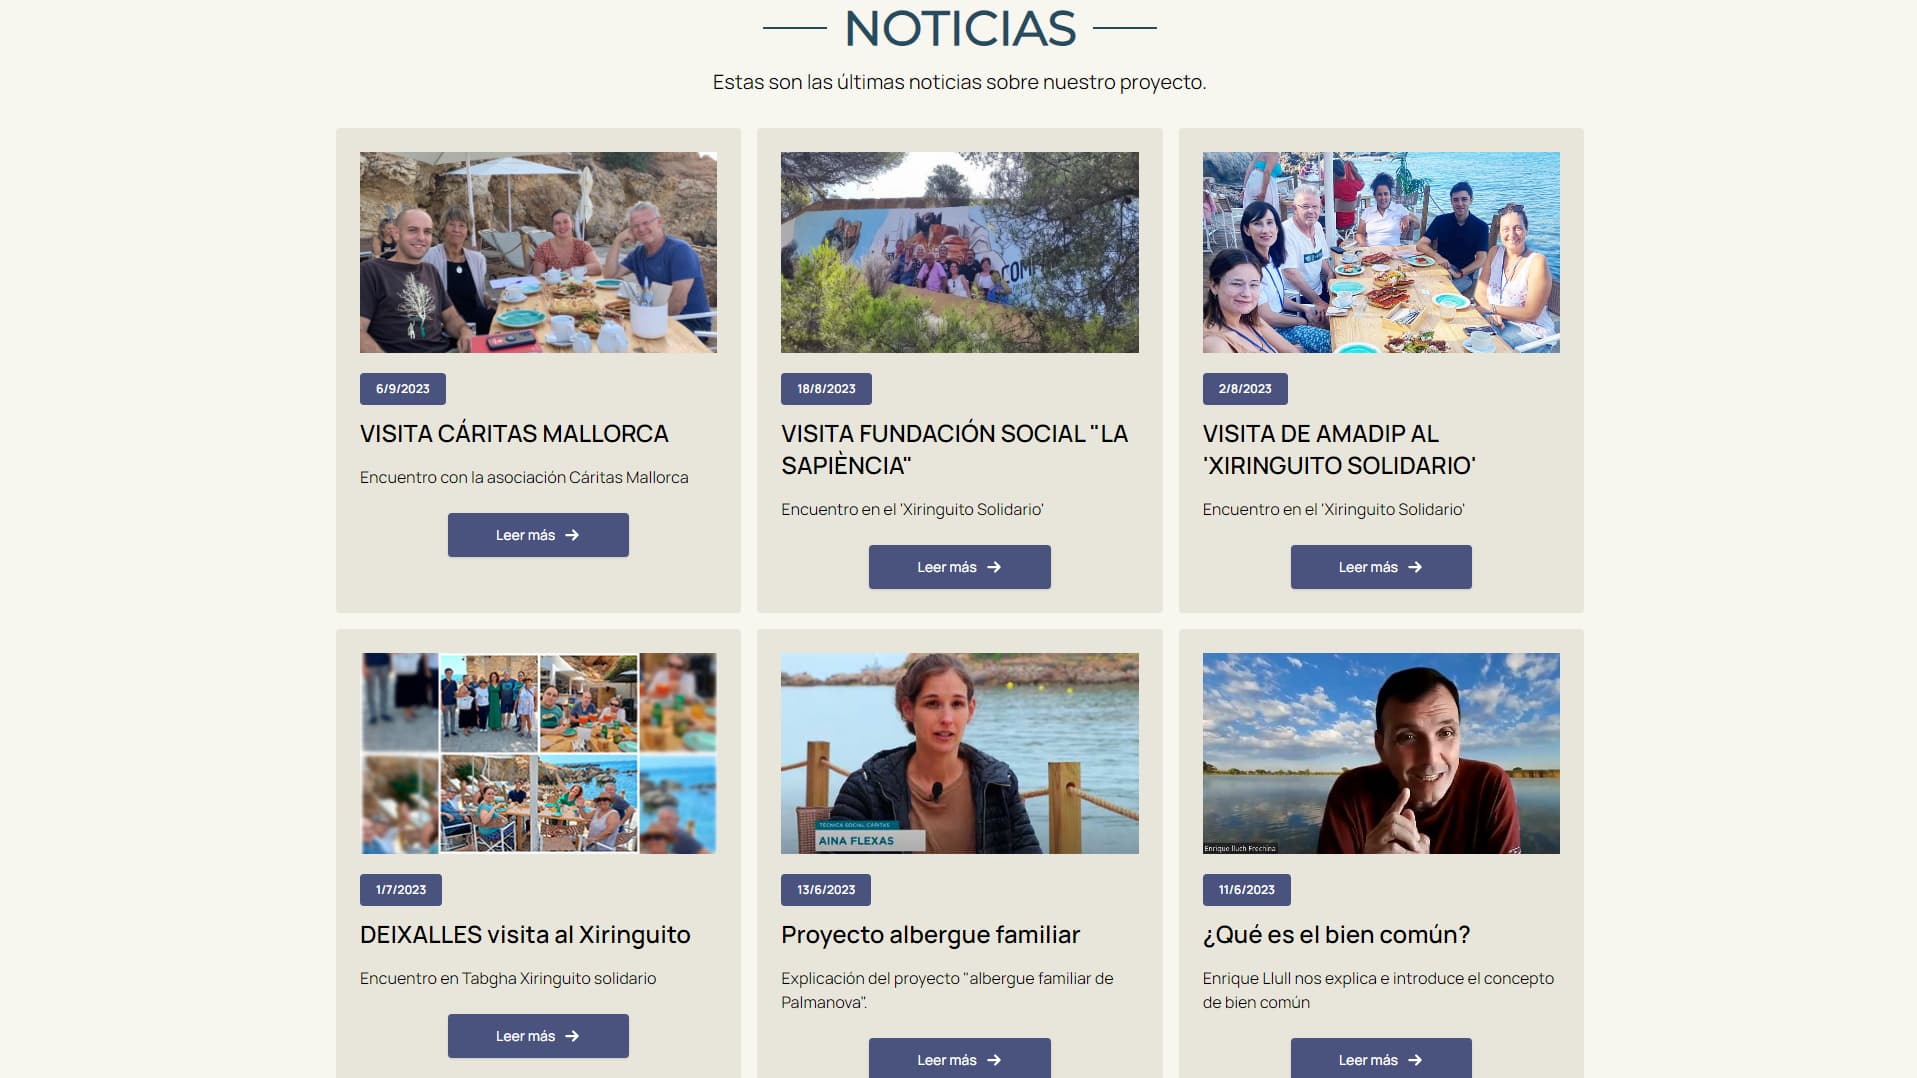 NOTICIAS
Estas son las últimas noticias sobre nuestro proyecto.
COMP
6/9/2023
VISITA CÁRITAS MALLORCA
Encuentro con la asociación Cáritas Mallorca
Leer más
18/8/2023
VISITA FUNDACIÓN SOCIAL "LA
SAPIÈNCIA"
Encuentro en el 'Xiringuito Solidario'
Leer más
2/8/2023
VISITA DE AMADIP AL
'XIRINGUITO SOLIDARIO'
Encuentro en el 'Xiringuito Solidario'
Leer más
1/7/2023
DEIXALLES visita al Xiringuito
Encuentro en Tabgha Xiringuito solidario
Leer más
TÈCNICA SOCIAL CÁRITAS
AINA FLEXAS
13/6/2023
Proyecto albergue familiar
Explicación del proyecto "albergue familiar de
Palmanova".
Leer más
Enrique lluch Frechina
11/6/2023
¿Qué es el bien común?
Enrique Llull nos explica e introduce el concepto
de bien común
Leer más